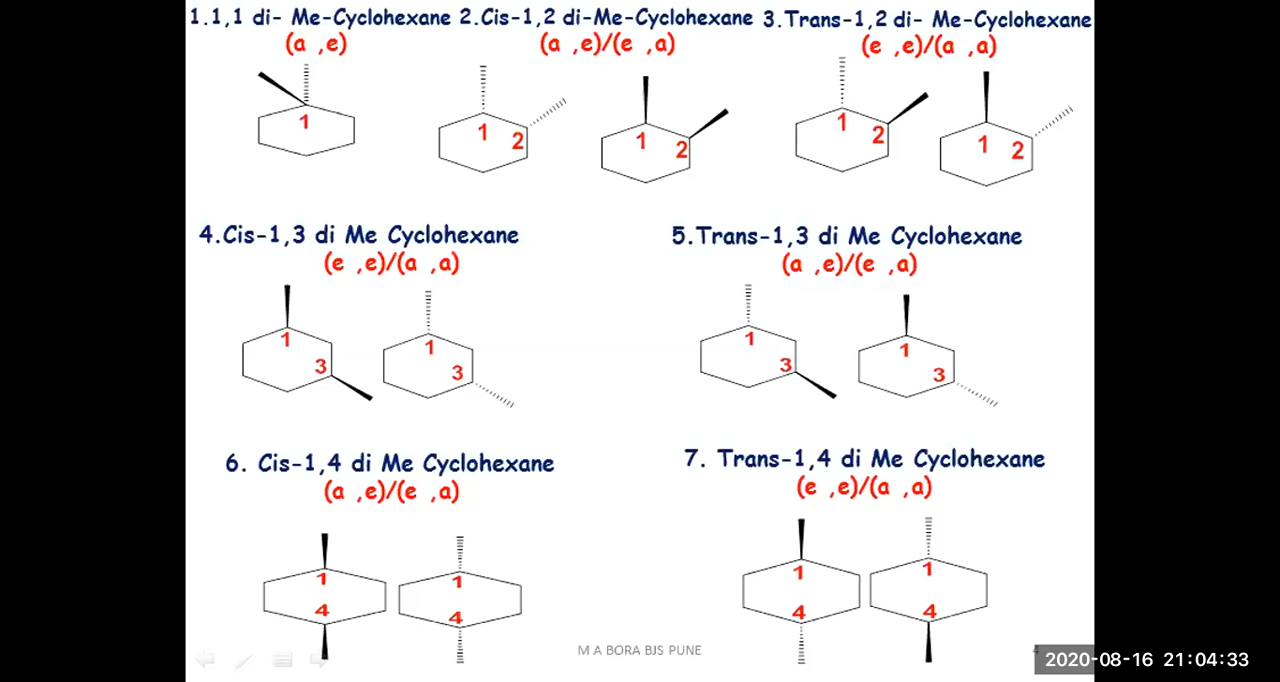 1.1,1 di- Me-Cyclohexane 2.Cis-1,2 di-Me-Cyclohexane 3.Trans-1,2 di- Me-Cyclohexane
(a ,e) (a ,e)/(e ,a) (e ,e)/(a ,a)
1 1 2 1 2 1 2 1 2
4.Cis-1,3 di Me Cyclohexane 5.Trans-1,3 di Me Cyclohexane
(e ,e)/(a ,a) (a ,e)/(e ,a)
1 1 1 1
3 3 3 3
6. Cis-1,4 di Me Cyclohexane 7. Trans-1,4 di Me Cyclohexane
(a ,e)/(e ,a) (e ,e)/(a ,a)
1 1 1 1
4 4 4 4
M A BORA BJS PUNE
2020-08-16 21:04:33